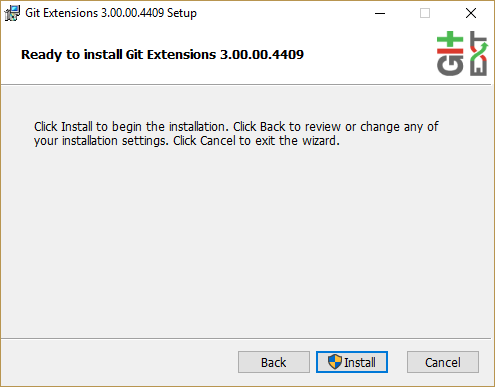 Git Extensions 3.00.00.4409 Setup
Ready to install Git Extensions 3.00.00.4409
Git
EXT
Click Install to begin the installation. Click Back to review or change any of
your installation settings. Click Cancel to exit the wizard.
Back
Install
Cancel